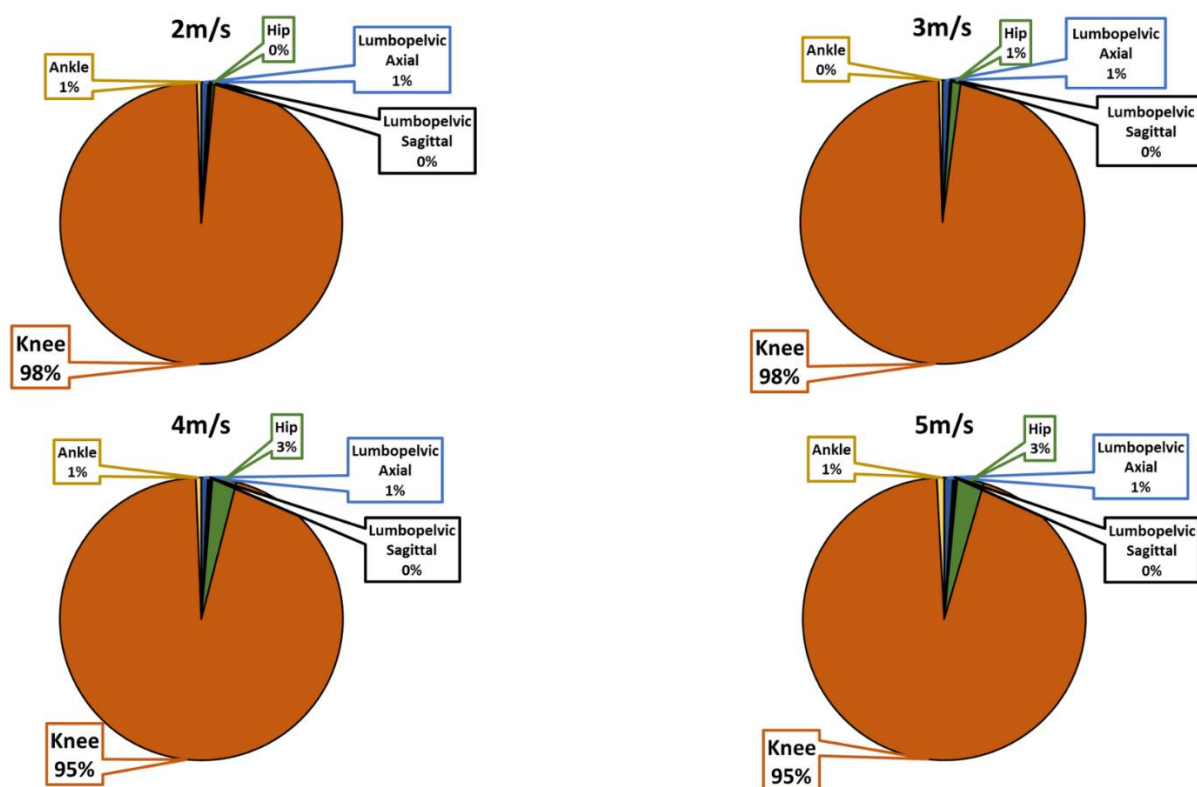 2m/s
Hip
0%
Lumbopelvic
Axial
1%
Ankle
1%
Lumbopelvic
Sagittal
0%
Knee
98%
3m/s
Hip
1%
Lumbopelvic
Axial
1%
Ankle
0%
Lumbopelvic
Sagittal
0%
Knee
98%
4m/s
Hip
3%
Lumbopelvic
Axial
1%
Ankle
1%
Lumbopelvic
Sagittal
0%
Knee
95%
5m/s
Hip
3%
Lumbopelvic
Axial
1%
Ankle
1%
Lumbopelvic
Sagittal
0%
Knee
95%